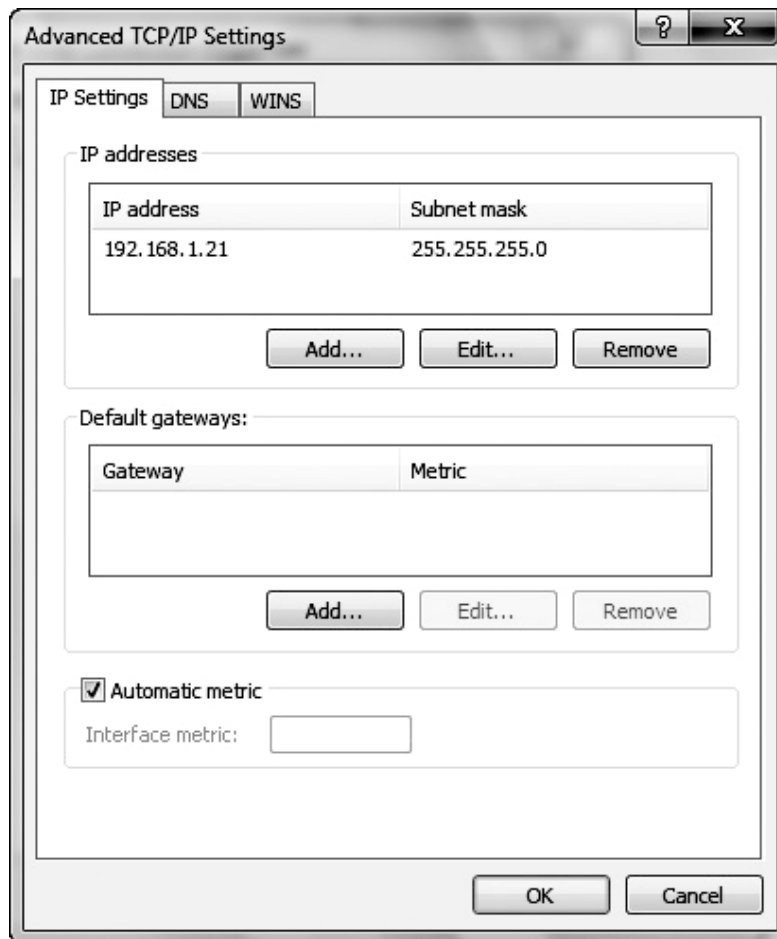 Advanced TCP/IP Settings
? X
IP Settings DNS WINS
IP addresses
IP address Subnet mask
192.168.1.21 255.255.255.0
Add... Edit... Remove
Default gateways:
Gateway Metric
Add... Edit... Remove
Automatic metric
Interface metric:
OK Cancel